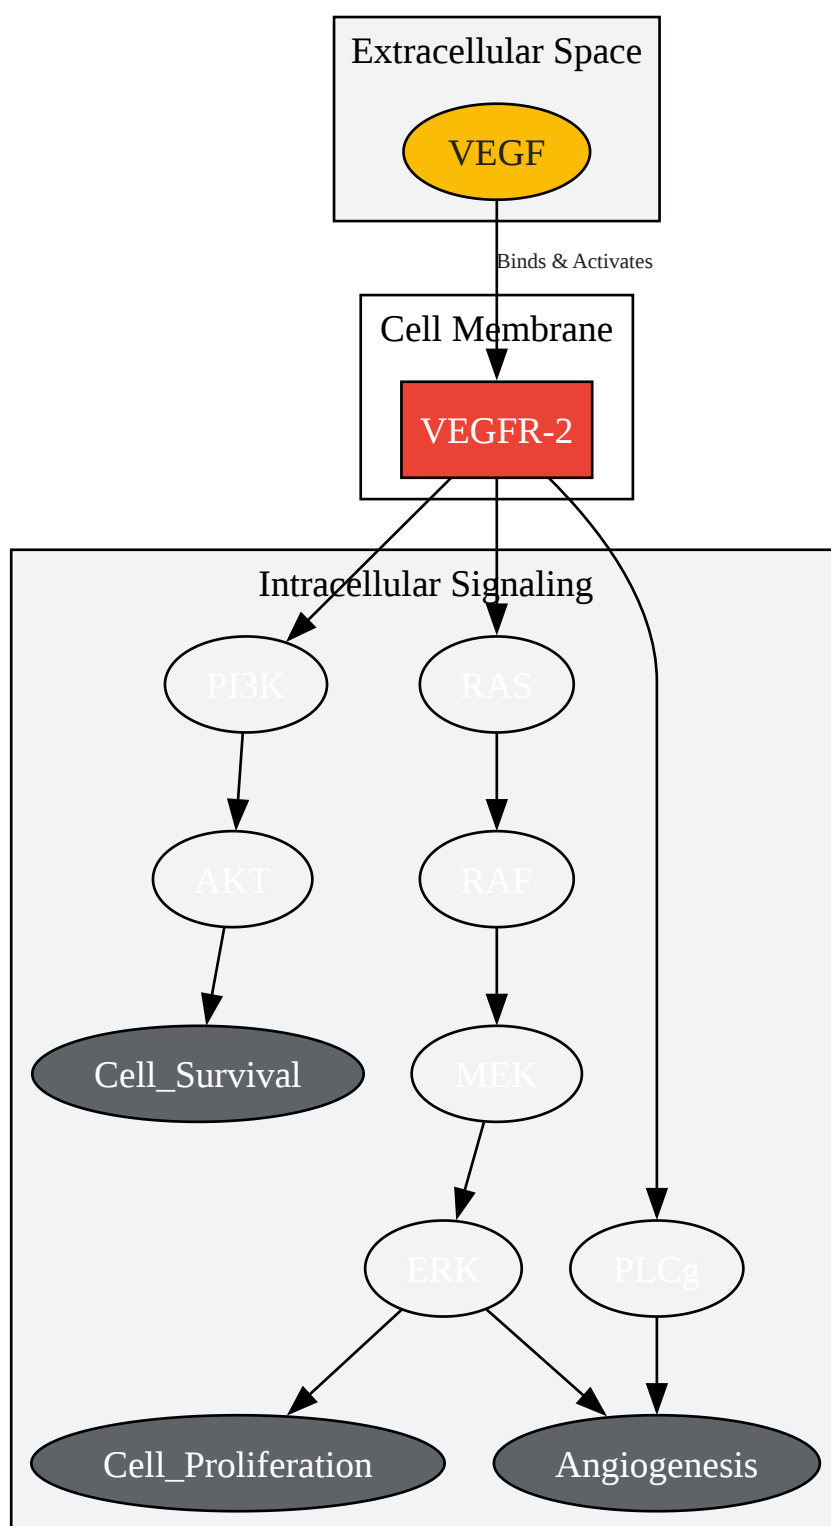 Extracellular Space
VEGF
Binds & Activates
Cell Membrane
VEGFR-2
Intracellular Signaling
PI3K
RAS
AKT
RAF
Cell_Survival
MEK
ERK
PLCg
Cell_Proliferation
Angiogenesis